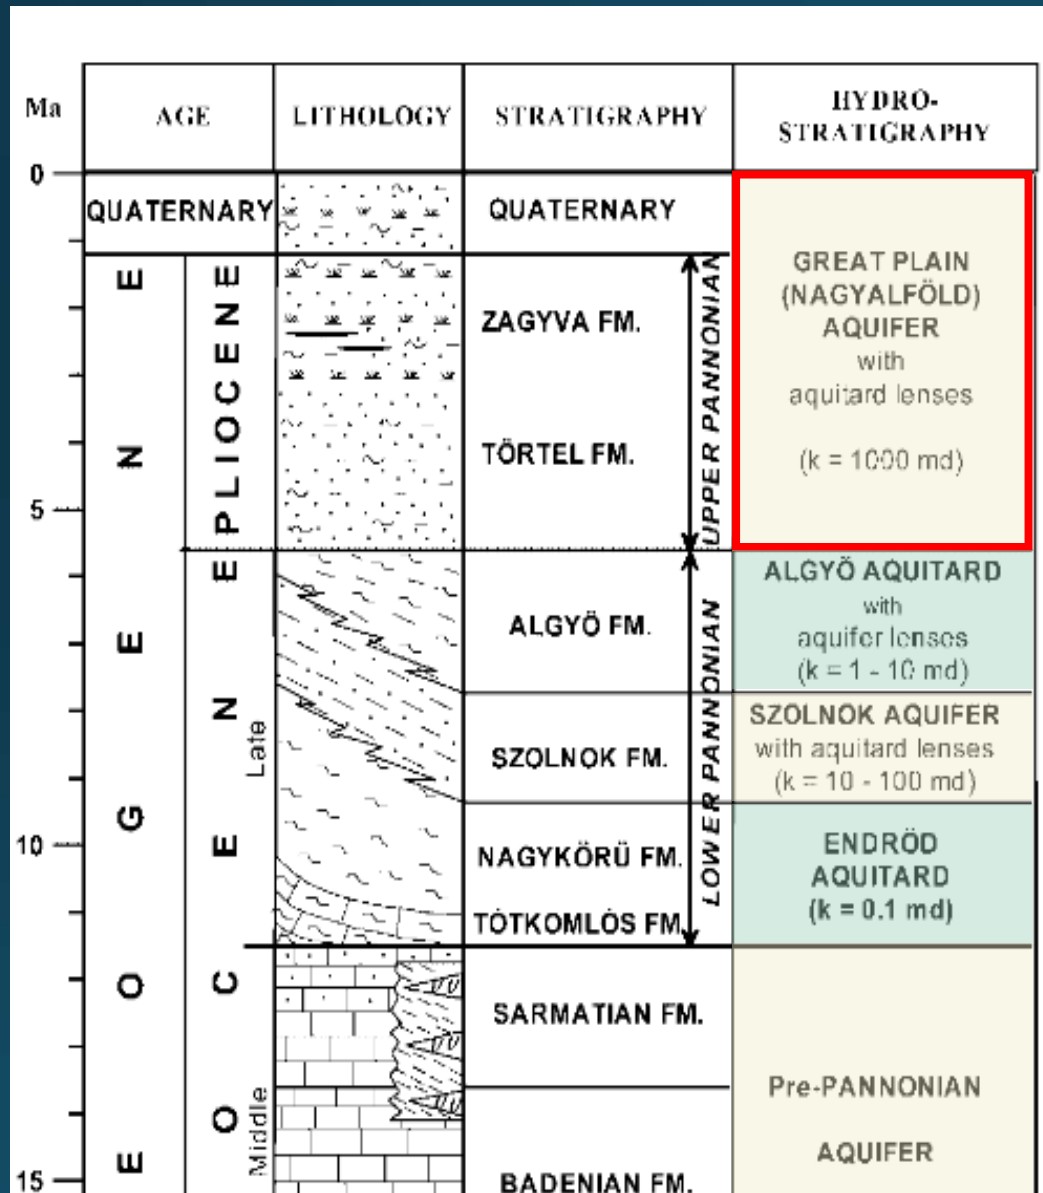 Ma
AGE
LITHOLOGY
STRATIGRAPHY
HYDRO-
STRATIGRAPHY
0
5
10
15
QUATERNARY
NEOGENE
PLIOCENE
MIOCENE
Late
Middle
QUATERNARY
ZAGYVA FM.
TÖRTEL FM.
ALGYŐ FM.
SZOLNOK FM.
NAGYKÖRÜ FM.
TÓTKOMLÓS FM.
SARMATIAN FM.
BADENIAN FM.
UPPER PANNONIAN
LOWER PANNONIAN
GREAT PLAIN
(NAGYALFÖLD)
AQUIFER
with
aquitard lenses
(k = 1000 md)
ALGYŐ AQUITARD
with
aquifer lenses
(k = 1 - 10 md)
SZOLNOK AQUIFER
with aquitard lenses
(k = 10 - 100 md)
ENDRÖD
AQUITARD
(k = 0.1 md)
Pre-PANNONIAN
AQUIFER